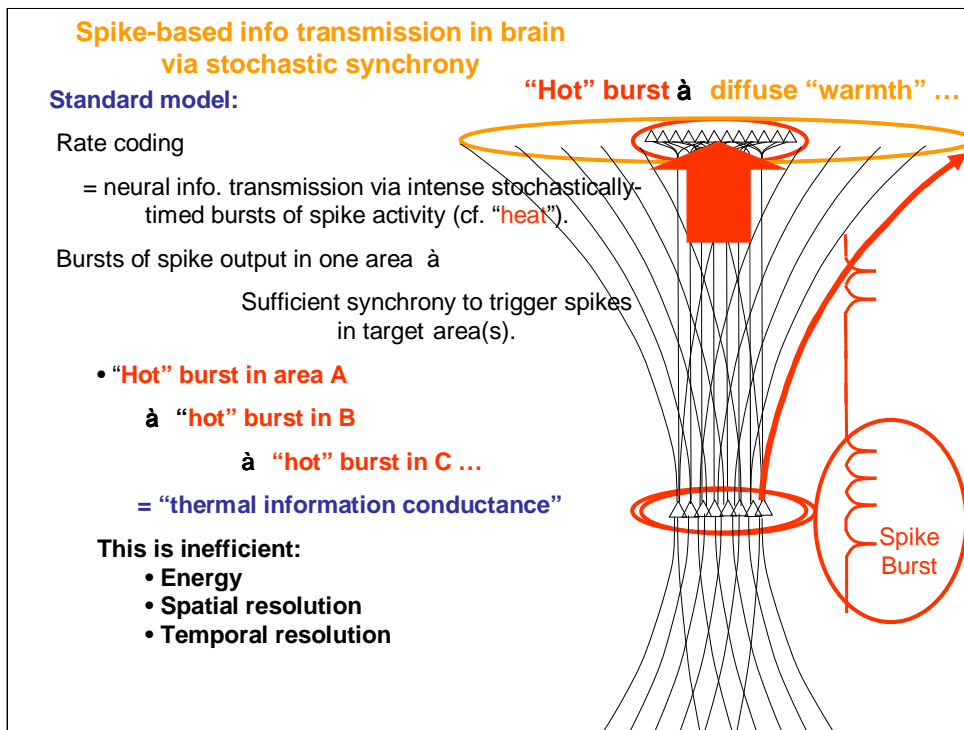 Spike-based info transmission in brain
via stochastic synchrony
"Hot" burst à diffuse "warmth" …
Standard model:
Rate coding
= neural info. transmission via intense stochastically-
timed bursts of spike activity (cf. "heat").
Bursts of spike output in one area à
Sufficient synchrony to trigger spikes
in target area(s).
• "Hot" burst in area A
à "hot" burst in B
à "hot" burst in C …
= "thermal information conductance"
This is inefficient:
• Energy
• Spatial resolution
• Temporal resolution
Spike
Burst